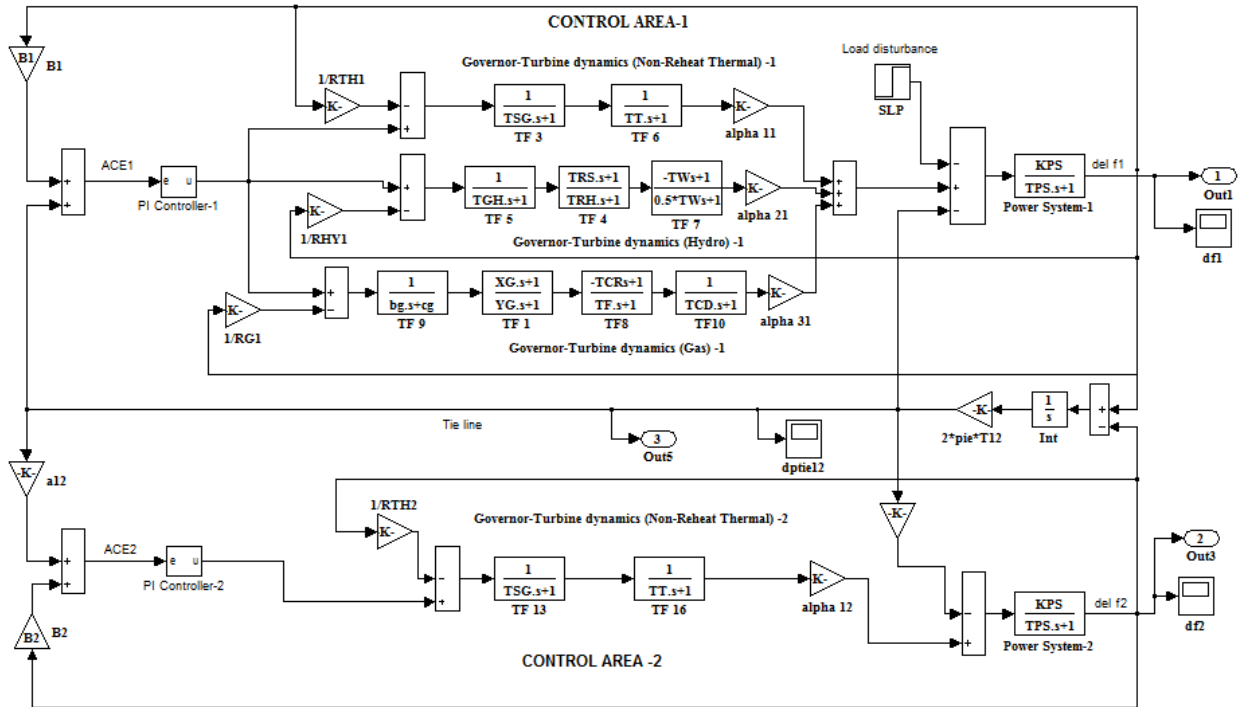 CONTROL AREA-1
B1
B1
Governor-Turbine dynamics (Non-Reheat Thermal) -1
Load disturbance
1/RTH1
K-
-
+
1
TSG.s+1
TF 3
1
TT.s+1
TF 6
K-
alpha 11
SLP
+
+
ACE1
e u
PI Controller-1
+
-
1
TGH.s+1
TF 5
TRS.s+1
TRH.s+1
TF 4
-TWs+1
0.5*TWs+1
TF 7
K-
alpha 21
+
+
+
-
+
-
KPS
TPS.s+1
Power System-1
del f1
1
Out1
df1
K-
1/RHY1
Governor-Turbine dynamics (Hydro) -1
K-
1/RG1
+
-
1
bg.s+cg
TF 9
XG.s+1
YG.s+1
TF 1
-TCRs+1
TF.s+1
TF8
1
TCD.s+1
TF10
K-
alpha 31
Governor-Turbine dynamics (Gas) -1
Tie line
3
Out5
dptie12
-K-
2*pie*T12
1
s
Int
+
-
-K-
a12
1/RTH2
K-
Governor-Turbine dynamics (Non-Reheat Thermal) -2
-K-
+
+
ACE2
e u
PI Controller-2
-
+
1
TSG.s+1
TF 13
1
TT.s+1
TF 16
K-
alpha 12
-
+
KPS
TPS.s+1
Power System-2
del f2
2
Out3
df2
B2
B2
CONTROL AREA -2